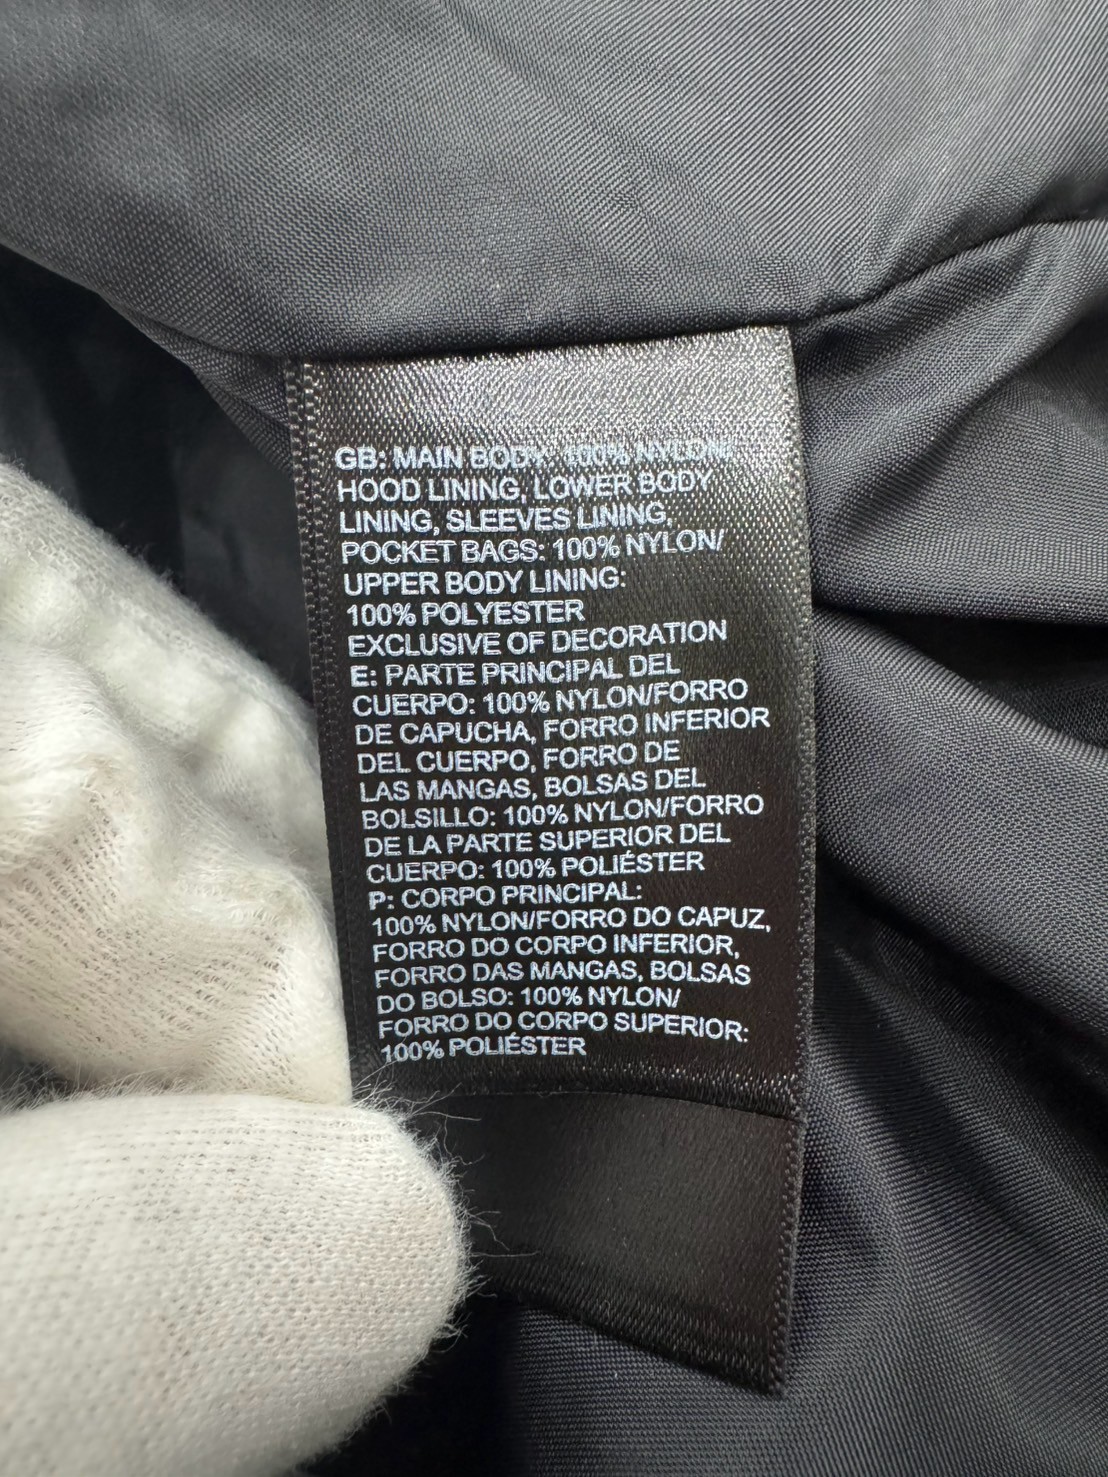 GB: MAIN BODY: 100% NYLON/
HOOD LINING, LOWER BODY
LINING, SLEEVES LINING,
POCKET BAGS: 100% NYLON/
UPPER BODY LINING:
100% POLYESTER
EXCLUSIVE OF DECORATION
E: PARTE PRINCIPAL DEL
CUERPO: 100% NYLON/FORRO
DE CAPUCHA, FORRO INFERIOR
DEL CUERPO, FORRO DE
LAS MANGAS, BOLSAS DEL
BOLSILLO: 100% NYLON/FORRO
DE LA PARTE SUPERIOR DEL
CUERPO: 100% POLIÉSTER
P: CORPO PRINCIPAL:
100% NYLON/FORRO DO CAPUZ,
FORRO DO CORPO INFERIOR,
FORRO DAS MANGAS, BOLSAS
DO BOLSO: 100% NYLON/
FORRO DO CORPO SUPERIOR:
100% POLIÉSTER